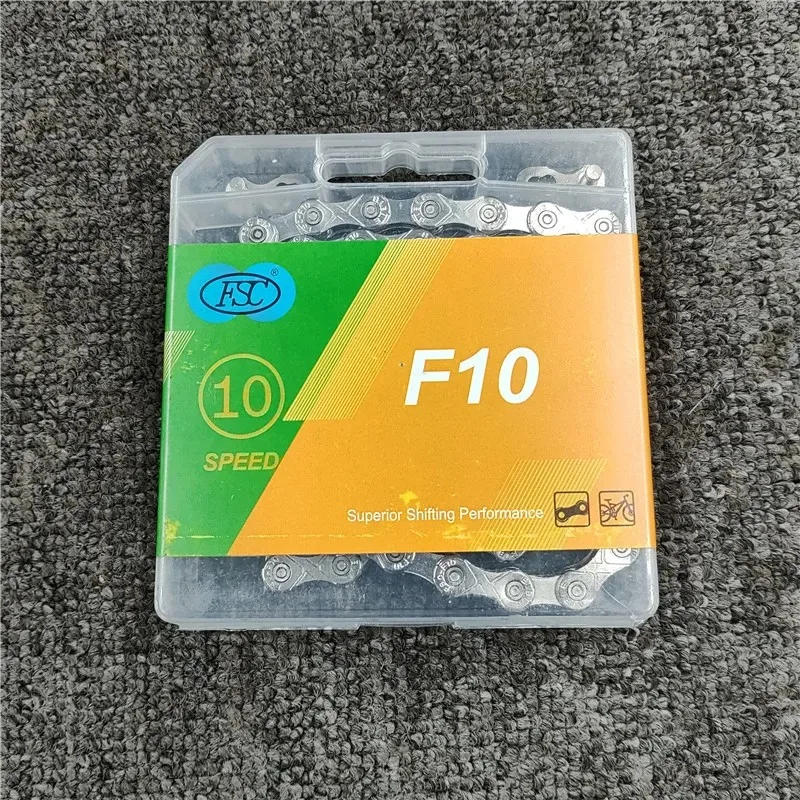 FSC®
10
SPEED
F10
Superior Shifting Performance